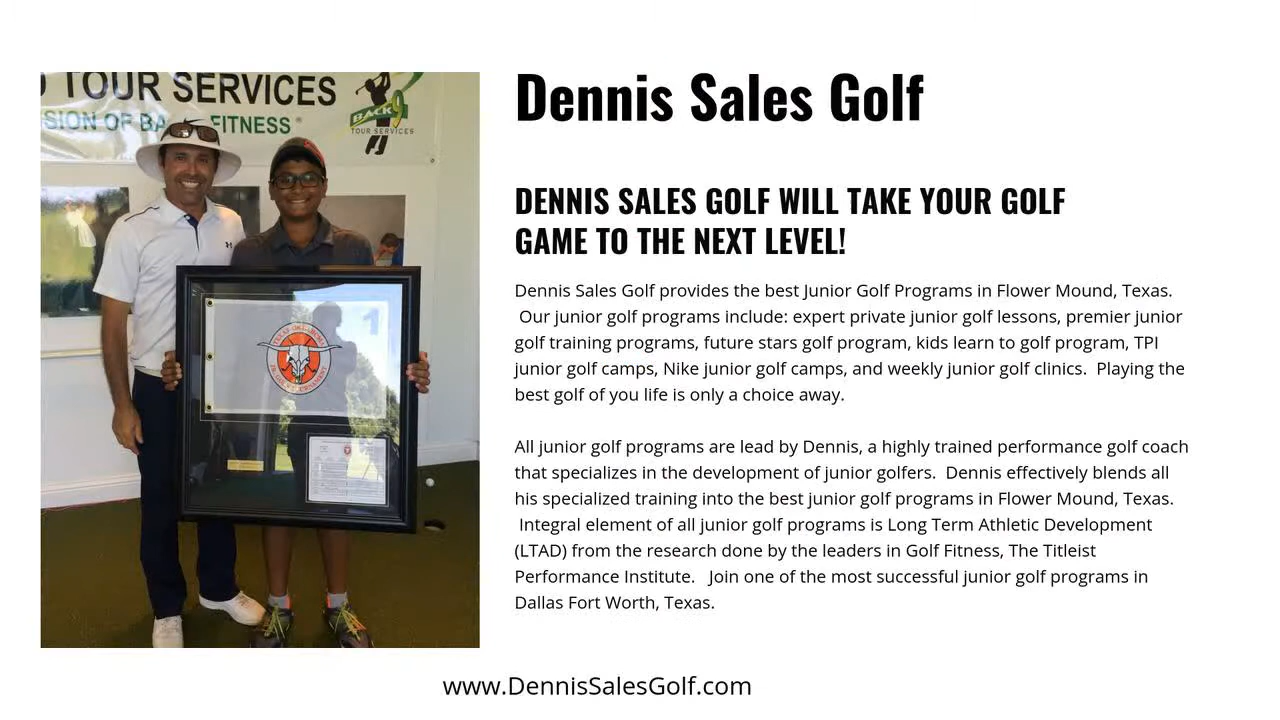 TOUR SERVICES
SION OF BA FITNESS
BACK 9
TOUR SERVICES
1
Dennis Sales Golf
DENNIS SALES GOLF WILL TAKE YOUR GOLF
GAME TO THE NEXT LEVEL!
Dennis Sales Golf provides the best Junior Golf Programs in Flower Mound, Texas.
Our junior golf programs include: expert private junior golf lessons, premier junior
golf training programs, future stars golf program, kids learn to golf program, TPI
junior golf camps, Nike junior golf camps, and weekly junior golf clinics.  Playing the
best golf of you life is only a choice away.
All junior golf programs are lead by Dennis, a highly trained performance golf coach
that specializes in the development of junior golfers.  Dennis effectively blends all
his specialized training into the best junior golf programs in Flower Mound, Texas.
Integral element of all junior golf programs is Long Term Athletic Development
(LTAD) from the research done by the leaders in Golf Fitness, The Titleist
Performance Institute.   Join one of the most successful junior golf programs in
Dallas Fort Worth, Texas.
www.DennisSalesGolf.com